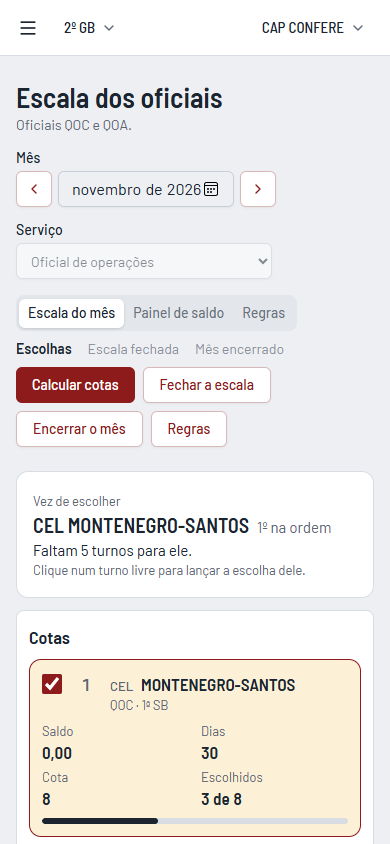 2º GB
CAP CONFERE
Escala dos oficiais
Oficiais QOC e QOA.
Mês
novembro de 2026
Serviço
Oficial de operações
Escala do mês Painel de saldo Regras
Escolhas Escala fechada Mês encerrado
Calcular cotas Fechar a escala
Encerrar o mês Regras
Vez de escolher
CEL MONTENEGRO-SANTOS 1º na ordem
Faltam 5 turnos para ele.
Clique num turno livre para lançar a escolha dele.
Cotas
1 CEL MONTENEGRO-SANTOS
QOC · 1º SB
Saldo Dias
0,00 30
Cota Escolhidos
8 3 de 8